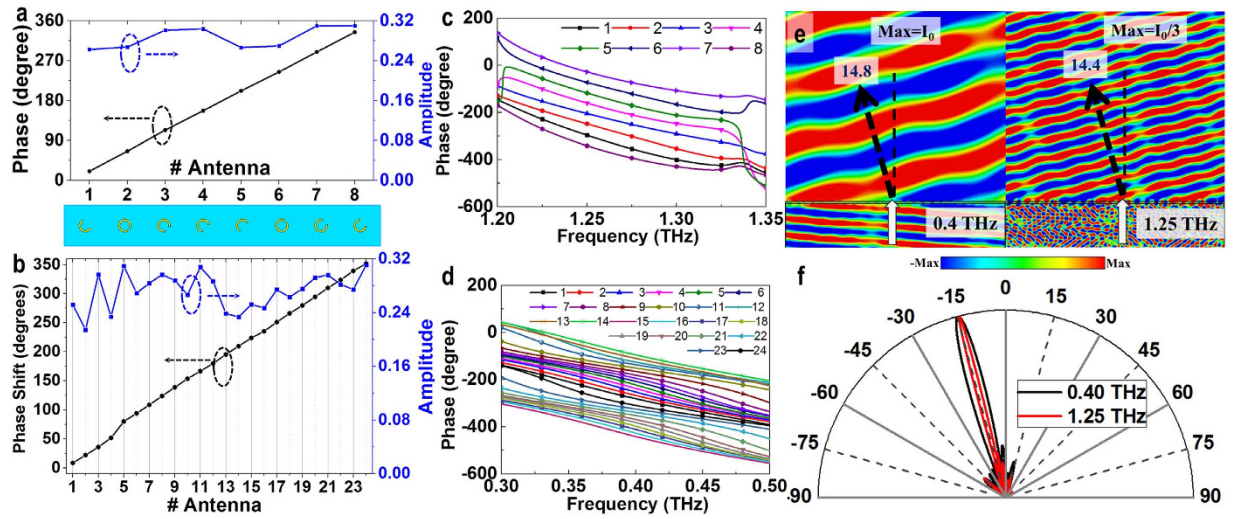 a
Phase (degree)
360
270
180
90
0
0.32
0.24
0.16
0.08
0.00
Amplitude
# Antenna
1 2 3 4 5 6 7 8
b
Phase Shift (degrees)
350
300
250
200
150
100
50
0
0.32
0.24
0.16
0.08
0.00
Amplitude
1 3 5 7 9 11 13 15 17 19 21 23
# Antenna
c
Phase (degree)
200
0
-200
-400
-600
1 2 3 4
5 6 7 8
1.20 1.25 1.30 1.35
Frequency (THz)
d
Phase (degree)
200
0
-200
-400
-600
1 2 3 4 5 6
7 8 9 10 11 12
13 14 15 16 17 18
19 20 21 22
23 24
0.30 0.35 0.40 0.45 0.50
Frequency (THz)
e
Max=I0
14.8
0.4 THz
Max=I0/3
14.4
1.25 THz
-Max Max
f
-90 -75 -60 -45 -30 -15 0 15 30 45 60 75 90
0.40 THz
1.25 THz